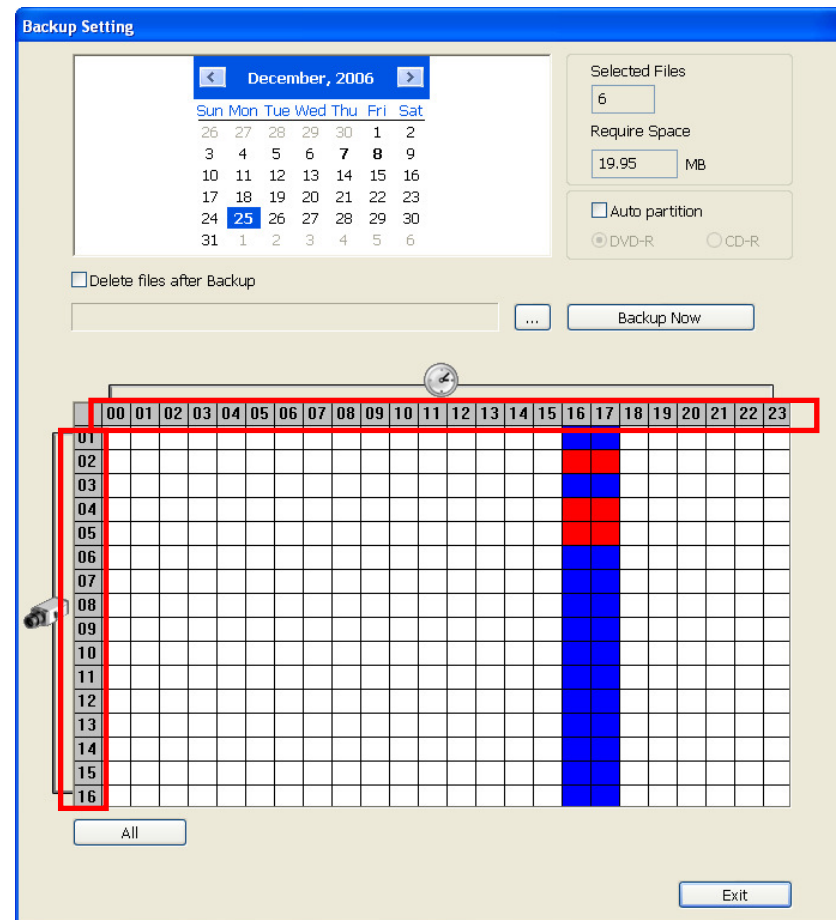 Backup Setting
December, 2006
Sun Mon Tue Wed Thu Fri Sat
26 27 28 29 30 1 2
3 4 5 6 7 8 9
10 11 12 13 14 15 16
17 18 19 20 21 22 23
24 25 26 27 28 29 30
31 1 2 3 4 5 6
Selected Files
6
Require Space
19.95 MB
Auto partition
DVD-R CD-R
Delete files after Backup
... Backup Now
00 01 02 03 04 05 06 07 08 09 10 11 12 13 14 15 16 17 18 19 20 21 22 23
01
02
03
04
05
06
07
08
09
10
11
12
13
14
15
16
All
Exit